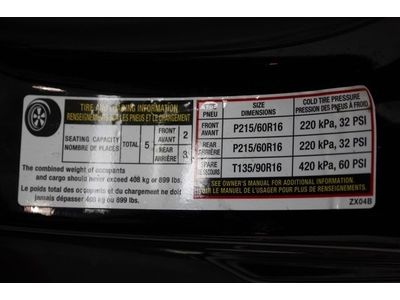 TIRE AND LOADING INFORMATION
RENSEIGNEMENTS SUR LES PNEUS ET LE CHARGEMENT
SEATING CAPACITY
NOMBRE DE PLACES
TOTAL 5
FRONT
AVANT 2
REAR
ARRIÈRE 3
The combined weight of occupants
and cargo should never exceed 408 kg or 899 lbs.
Le poids total des occupants et du chargement ne doit
jamais dépasser 408 kg ou 899 lbs.
TIRE
PNEU
SIZE
DIMENSIONS
COLD TIRE PRESSURE
PRESSION DES PNEUS À FROID
FRONT
AVANT
P215/60R16
220 kPa, 32 PSI
REAR
ARRIÈRE
P215/60R16
220 kPa, 32 PSI
SPARE
DE SECOURS
T135/90R16
420 kPa, 60 PSI
SEE OWNER'S MANUAL FOR ADDITIONAL INFORMATION.
VOIR LE MANUEL DE L'USAGER POUR PLUS DE RENSEIGNEMENTS.
ZX04B